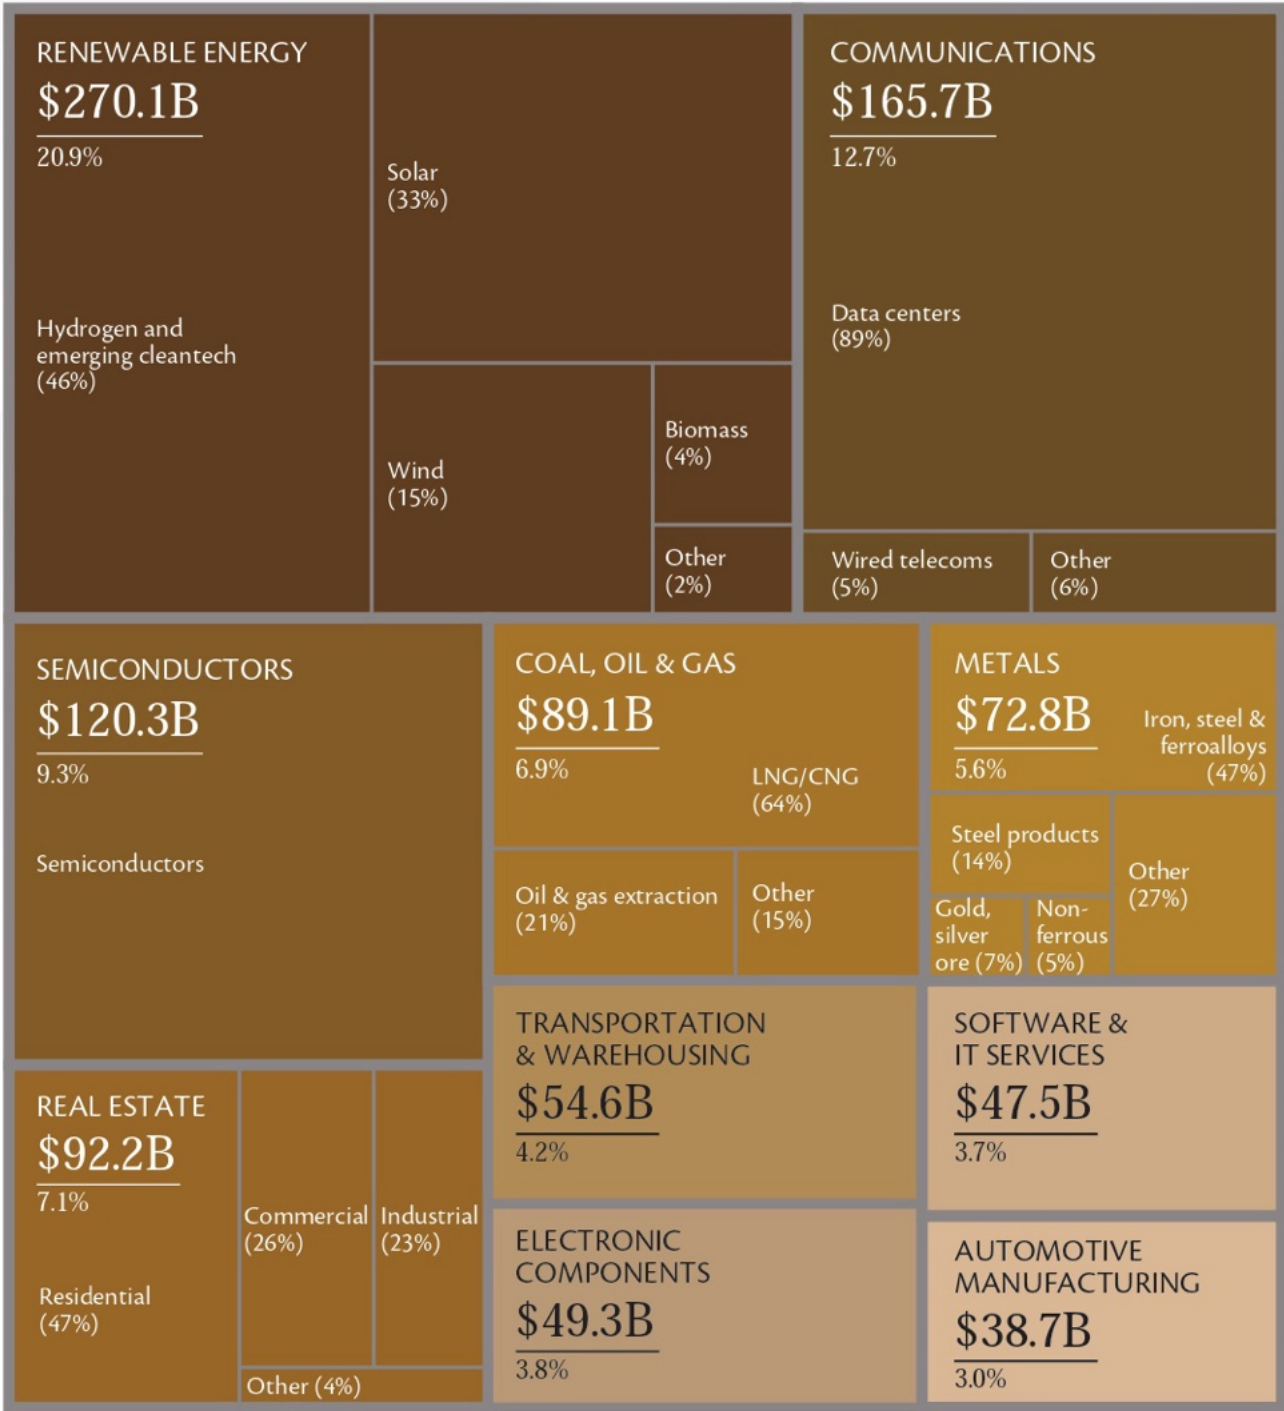 RENEWABLE ENERGY
$270.1B
20.9%
Hydrogen and
emerging cleantech
(46%)
Solar
(33%)
Wind
(15%)
Biomass
(4%)
Other
(2%)
COMMUNICATIONS
$165.7B
12.7%
Data centers
(89%)
Wired telecoms
(5%)
Other
(6%)
SEMICONDUCTORS
$120.3B
9.3%
Semiconductors
COAL, OIL & GAS
$89.1B
6.9%
LNG/CNG
(64%)
Oil & gas extraction
(21%)
Other
(15%)
METALS
$72.8B
5.6%
Iron, steel &
ferroalloys
(47%)
Steel products
(14%)
Gold,
silver
ore (7%)
Non-
ferrous
(5%)
Other
(27%)
REAL ESTATE
$92.2B
7.1%
Residential
(47%)
Commercial
(26%)
Industrial
(23%)
Other (4%)
TRANSPORTATION
& WAREHOUSING
$54.6B
4.2%
SOFTWARE &
IT SERVICES
$47.5B
3.7%
ELECTRONIC
COMPONENTS
$49.3B
3.8%
AUTOMOTIVE
MANUFACTURING
$38.7B
3.0%